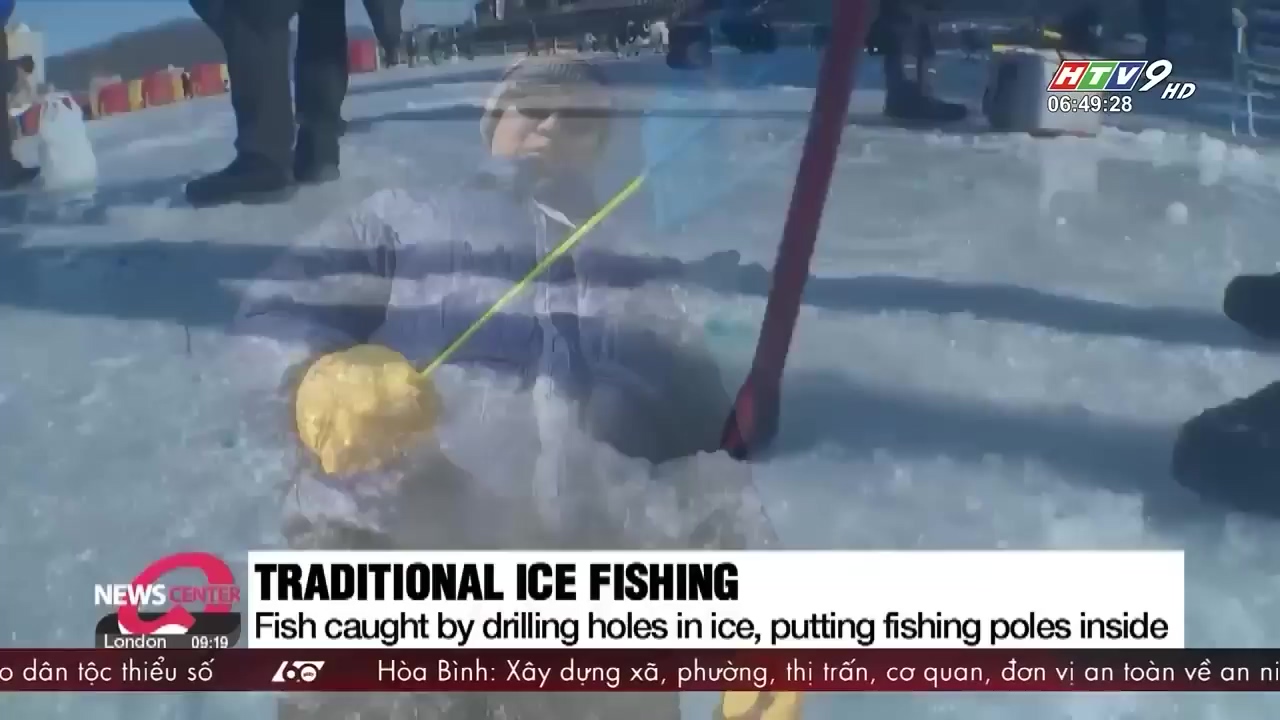 HTV9 HD
06:49:28
TRADITIONAL ICE FISHING
NEWS CENTER
Fish caught by drilling holes in ice, putting fishing poles inside
London 09:19
o dân tộc thiểu số 60 giây Hòa Bình: Xây dựng xã, phường, thị trấn, cơ quan, đơn vị an toàn về an ni